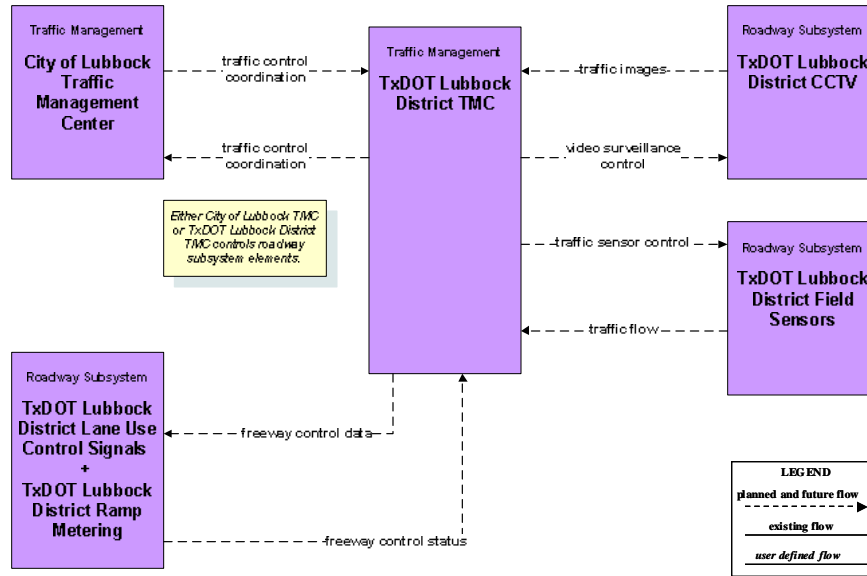 Traffic Management
City of Lubbock
Traffic
Management
Center
traffic control
coordination
traffic control
coordination
Traffic Management
TxDOT Lubbock
District TMC
traffic images
video surveillance
control
Roadway Subsystem
TxDOT Lubbock
District CCTV
Either City of Lubbock TMC
or TxDOT Lubbock District
TMC controls roadway
subsystem elements.
traffic sensor control
traffic flow
Roadway Subsystem
TxDOT Lubbock
District Field
Sensors
Roadway Subsystem
TxDOT Lubbock
District Lane Use
Control Signals
+
TxDOT Lubbock
District Ramp
Metering
freeway control data
freeway control status
LEGEND
planned and future flow
existing flow
user defined flow